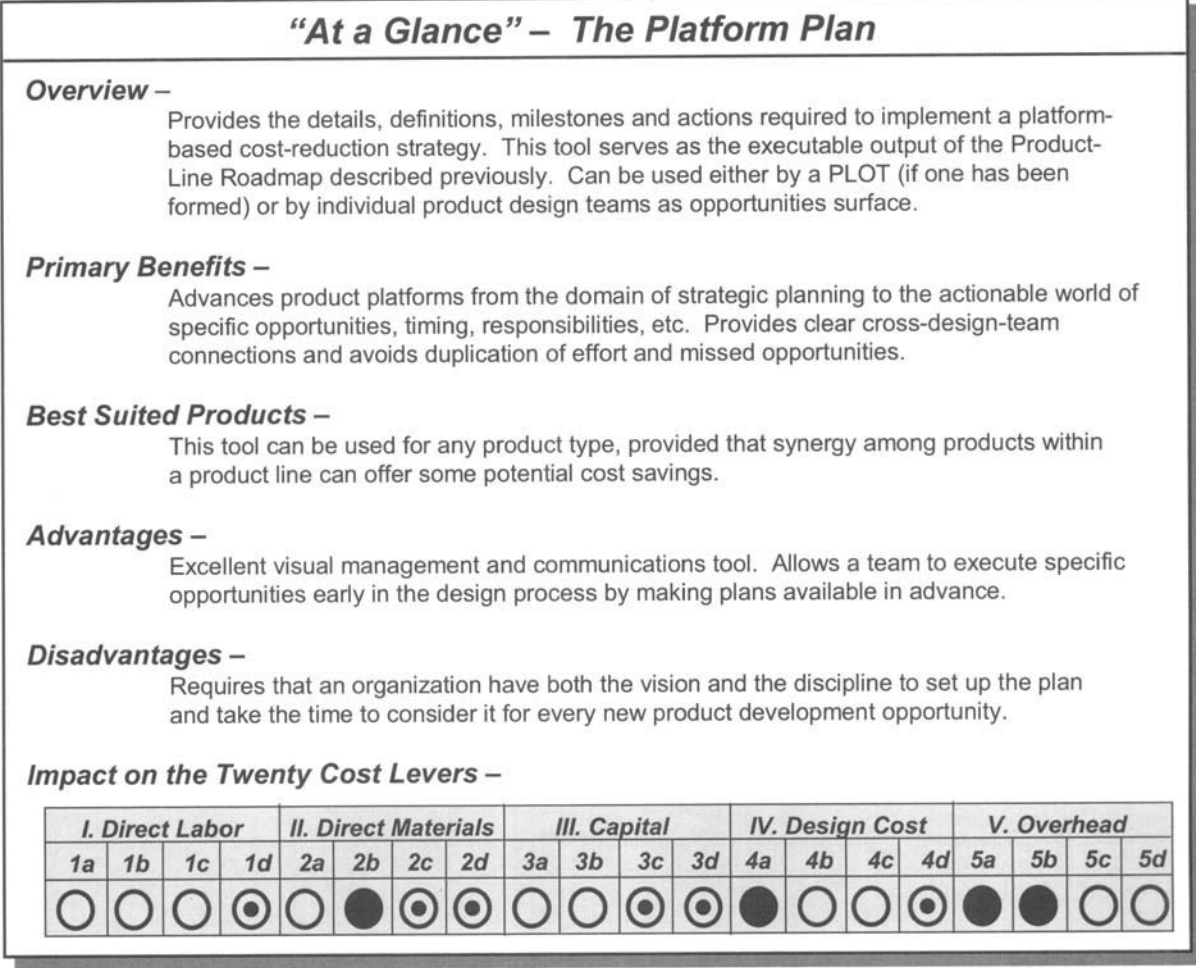 “At a Glance” – The Platform Plan
Overview –
Provides the details, definitions, milestones and actions required to implement a platform-
based cost-reduction strategy. This tool serves as the executable output of the Product-
Line Roadmap described previously. Can be used either by a PLOT (if one has been
formed) or by individual product design teams as opportunities surface.
Primary Benefits –
Advances product platforms from the domain of strategic planning to the actionable world of
specific opportunities, timing, responsibilities, etc. Provides clear cross-design-team
connections and avoids duplication of effort and missed opportunities.
Best Suited Products –
This tool can be used for any product type, provided that synergy among products within
a product line can offer some potential cost savings.
Advantages –
Excellent visual management and communications tool. Allows a team to execute specific
opportunities early in the design process by making plans available in advance.
Disadvantages –
Requires that an organization have both the vision and the discipline to set up the plan
and take the time to consider it for every new product development opportunity.
Impact on the Twenty Cost Levers –
I. Direct Labor II. Direct Materials III. Capital IV. Design Cost V. Overhead
1a 1b 1c 1d 2a 2b 2c 2d 3a 3b 3c 3d 4a 4b 4c 4d 5a 5b 5c 5d